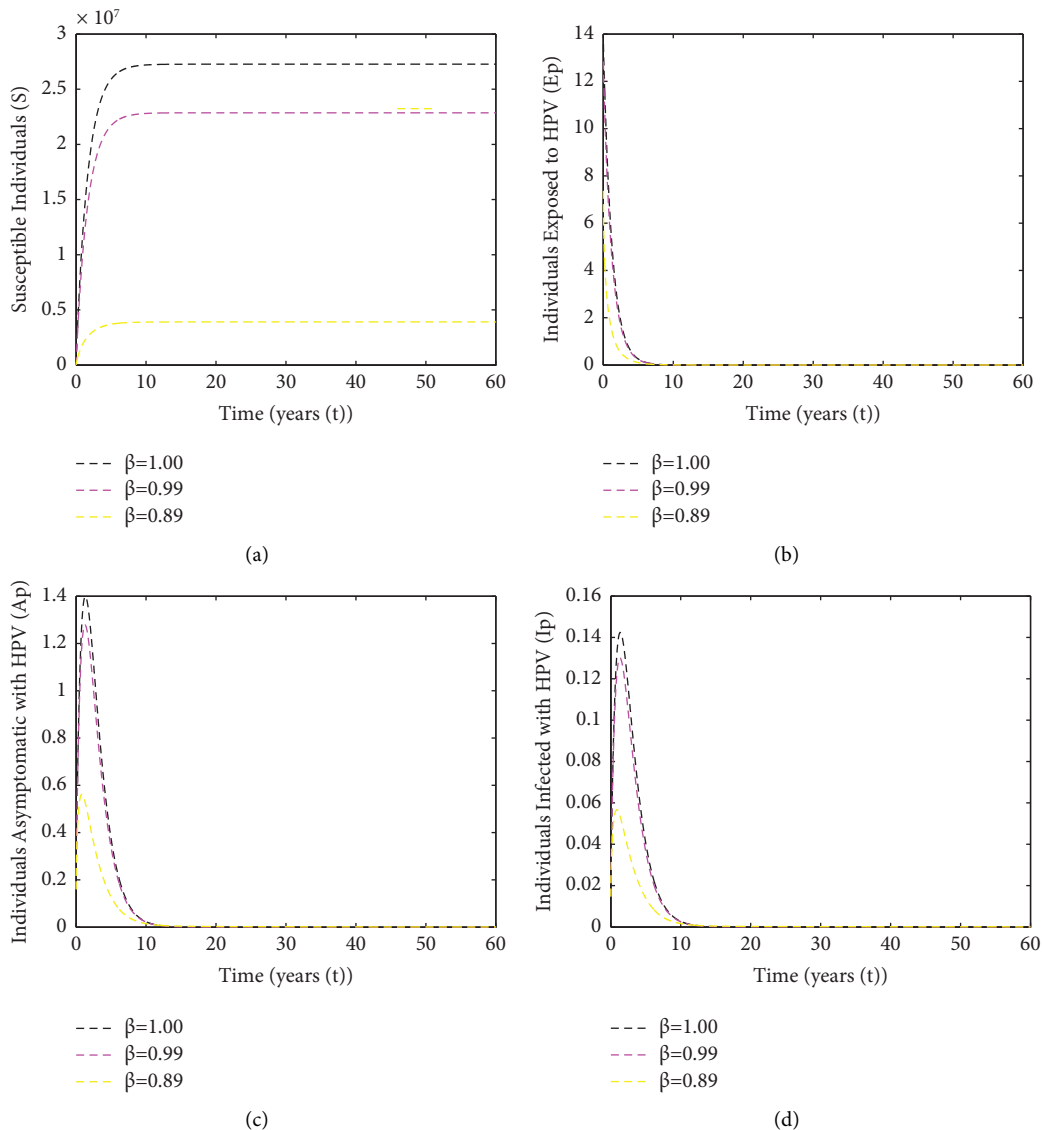 × 10⁷
3
2.5
2
1.5
1
0.5
0
Susceptible Individuals (S)
0 10 20 30 40 50 60
Time (years (t))
β=1.00
β=0.99
β=0.89
(a)
14
12
10
8
6
4
2
0
Individuals Exposed to HPV (Ep)
0 10 20 30 40 50 60
Time (years (t))
β=1.00
β=0.99
β=0.89
(b)
1.4
1.2
1
0.8
0.6
0.4
0.2
0
Individuals Asymptomatic with HPV (Ap)
0 10 20 30 40 50 60
Time (years (t))
β=1.00
β=0.99
β=0.89
(c)
0.16
0.14
0.12
0.1
0.08
0.06
0.04
0.02
0
Individuals Infected with HPV (Ip)
0 10 20 30 40 50 60
Time (years (t))
β=1.00
β=0.99
β=0.89
(d)